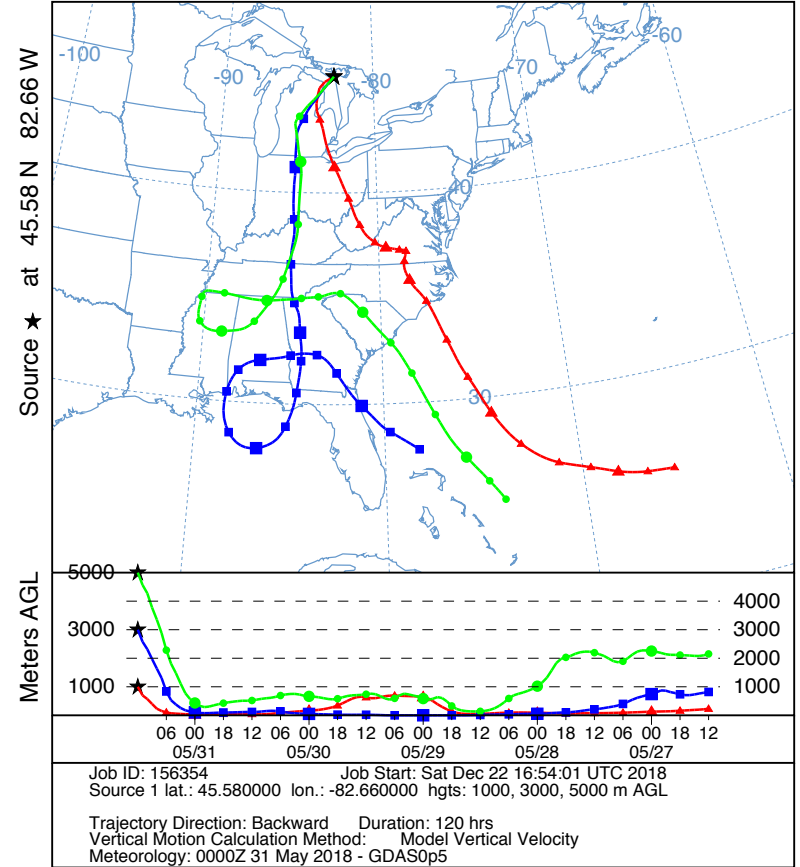 -100
-90
-80
-70
-60
40
30
Source ★ at 45.58 N 82.66 W
Meters AGL
5000
3000
1000
4000
3000
2000
1000
06 00 18 12 06 00 18 12 06 00 18 12 06 00 18 12 06 00 18 12
05/31 05/30 05/29 05/28 05/27
Job ID: 156354 Job Start: Sat Dec 22 16:54:01 UTC 2018
Source 1 lat.: 45.580000 lon.: -82.660000 hgts: 1000, 3000, 5000 m AGL
Trajectory Direction: Backward Duration: 120 hrs
Vertical Motion Calculation Method: Model Vertical Velocity
Meteorology: 0000Z 31 May 2018 - GDAS0p5